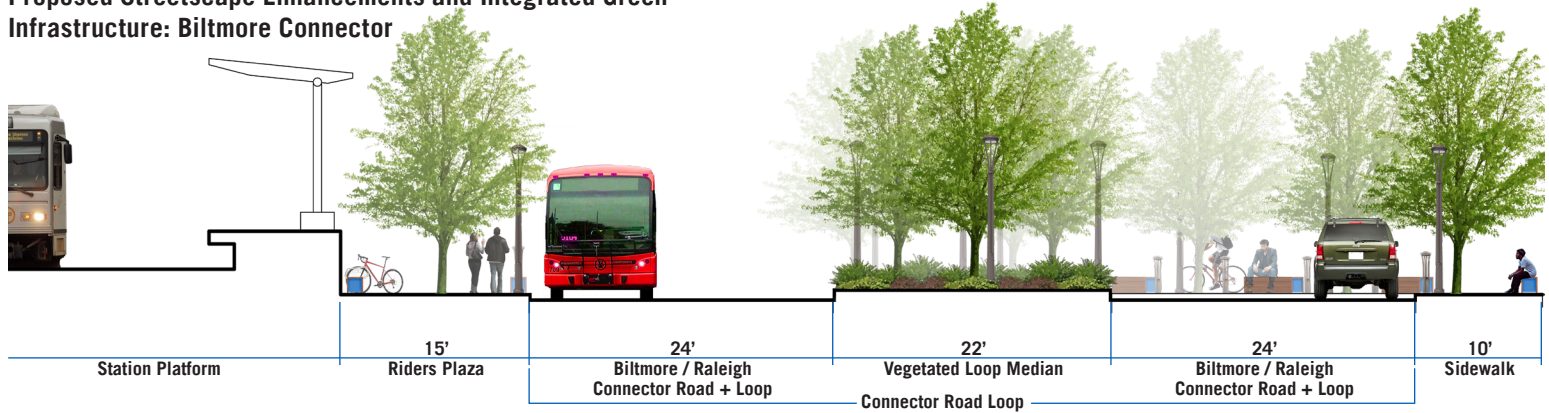 Proposed Streetscape Enhancements and Integrated Green
Infrastructure: Biltmore Connector
15’
24’
22’
24’
10’
Station Platform
Riders Plaza
Biltmore / Raleigh
Connector Road + Loop
Vegetated Loop Median
Biltmore / Raleigh
Connector Road + Loop
Sidewalk
Connector Road Loop